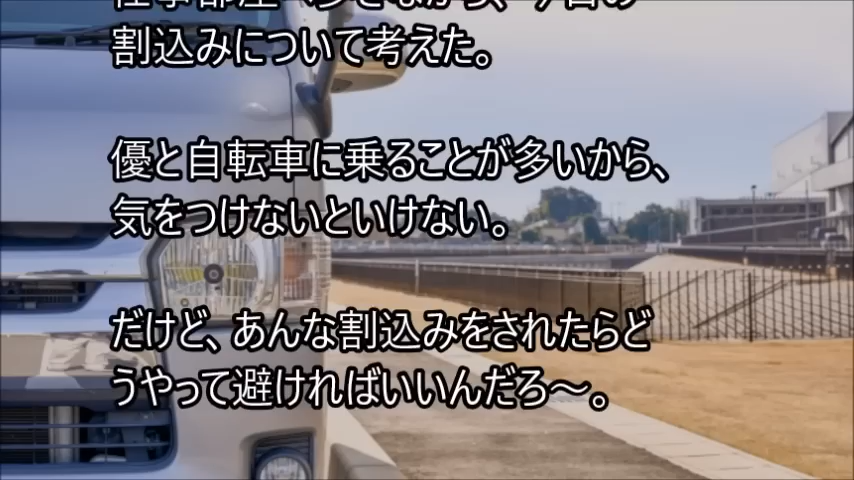 割込みについて考えた。
優と自転車に乗ることが多いから、
気をつけないといけない。
だけど、あんな割込みをされたらど
うやって避ければいいいんだろ〜。